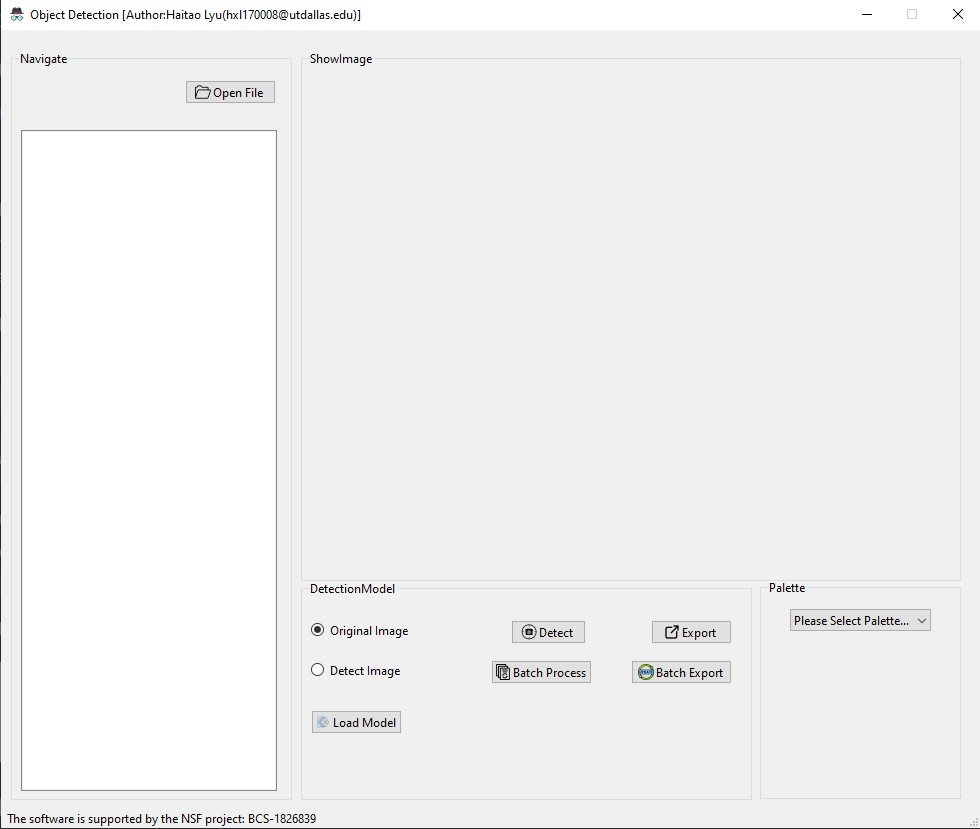 Object Detection [Author:Haitao Lyu(hxl170008@utdallas.edu)]
Navigate
Open File
ShowImage
DetectionModel
Original Image
Detect
Export
Detect Image
Batch Process
Batch Export
Load Model
Palette
Please Select Palette...
The software is supported by the NSF project: BCS-1826839